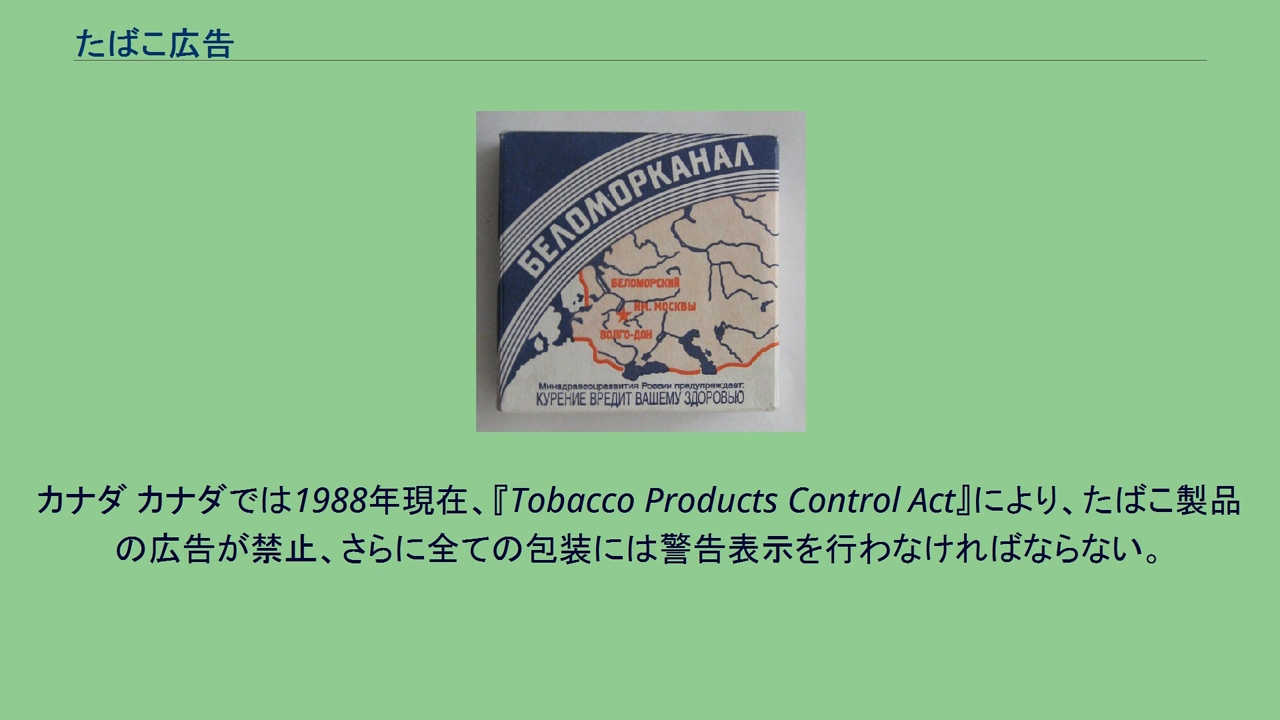 たばこ広告
БЕЛОМОРКАНАЛ
БЕЛОМОРСКИЙ
ИМ. МОСКВЫ
ВОЛГО-ДОН
Минздравсоцразвития России предупреждает:
КУРЕНИЕ ВРЕДИТ ВАШЕМУ ЗДОРОВЬЮ
カナダ カナダでは1988年現在、『Tobacco Products Control Act』により、たばこ製品
の広告が禁止、さらに全ての包装には警告表示を行わなければならない。